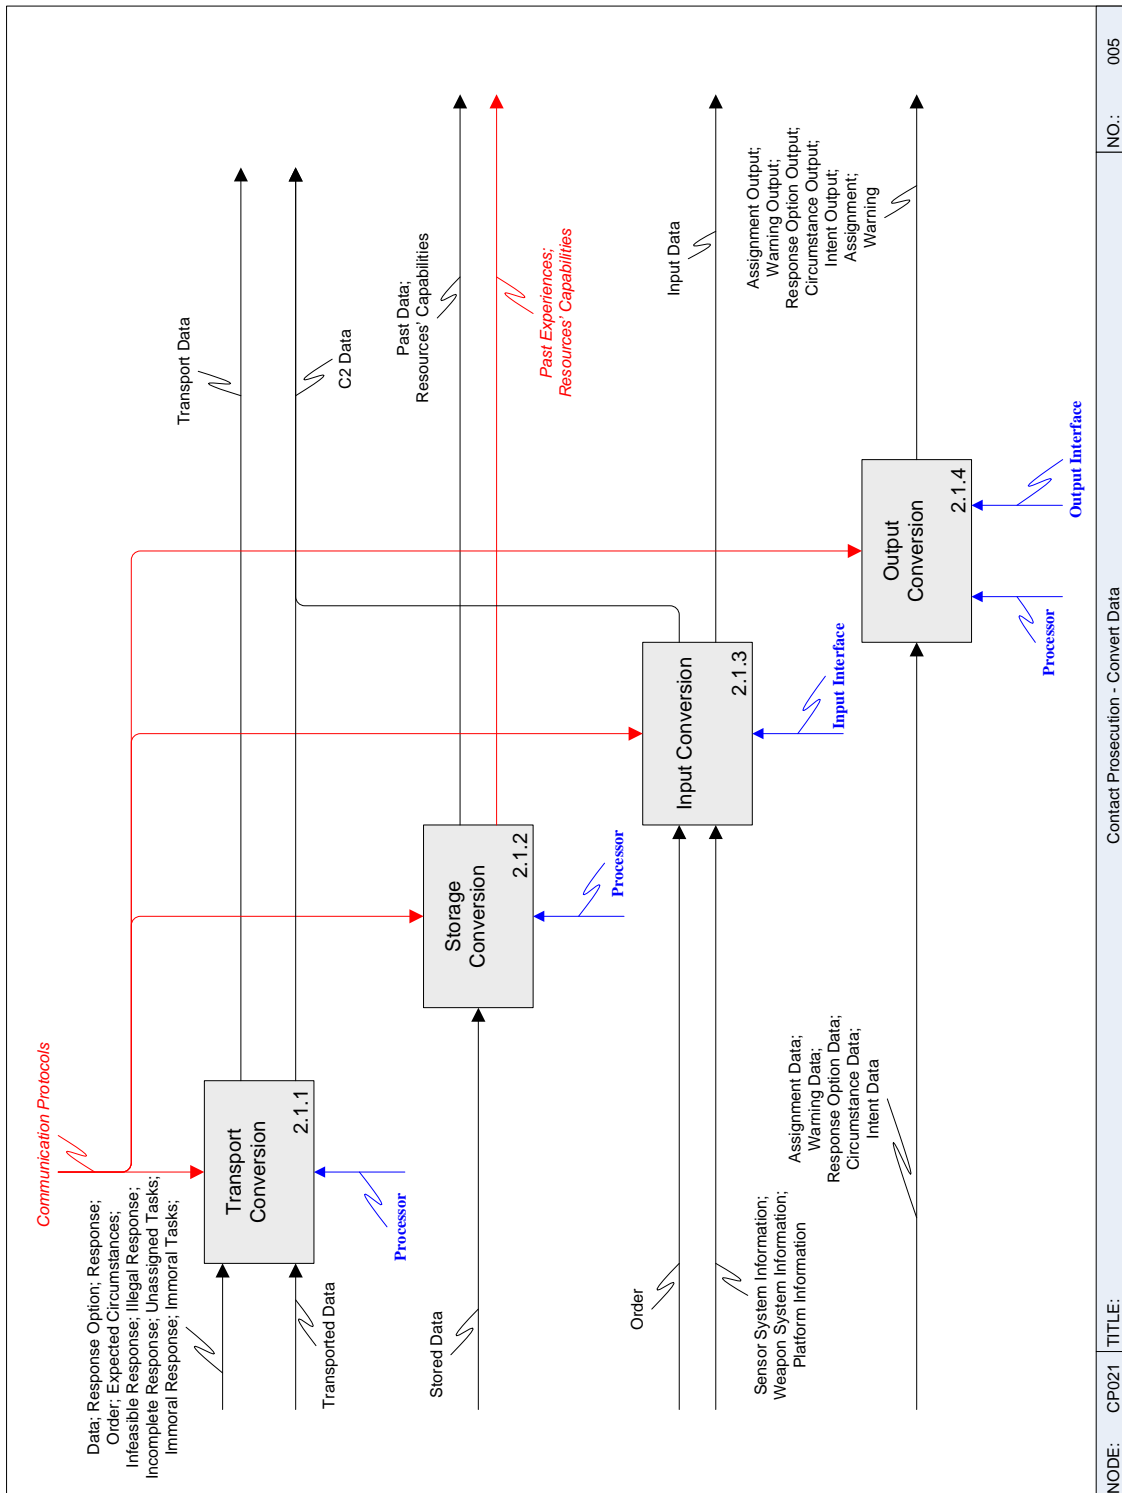 Communication Protocols
Data; Response Option; Response;
Order; Expected Circumstances;
Infeasible Response; Illegal Response;
Incomplete Response; Unassigned Tasks;
Immoral Response; Immoral Tasks;
Transported Data
Transport
Conversion
2.1.1
Processor
Transport Data
C2 Data
Stored Data
Storage
Conversion
2.1.2
Processor
Past Data;
Resources' Capabilities
Past Experiences;
Resources' Capabilities
Order
Sensor System Information;
Weapon System Information;
Platform Information
Input Conversion
2.1.3
Input Interface
Input Data
Assignment Data;
Warning Data;
Response Option Data;
Circumstance Data;
Intent Data
Output
Conversion
2.1.4
Processor
Output Interface
Assignment Output;
Warning Output;
Response Option Output;
Circumstance Output;
Intent Output;
Assignment;
Warning
NODE: CP021
TITLE: Contact Prosecution - Convert Data
NO.: 005